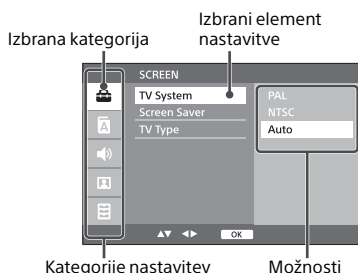 Izbrani element
nastavitve
Izbrana kategorija
SCREEN
TV System
Screen Saver
TV Type
PAL
NTSC
Auto
A
OK
Kategorije nastavitev
Možnosti